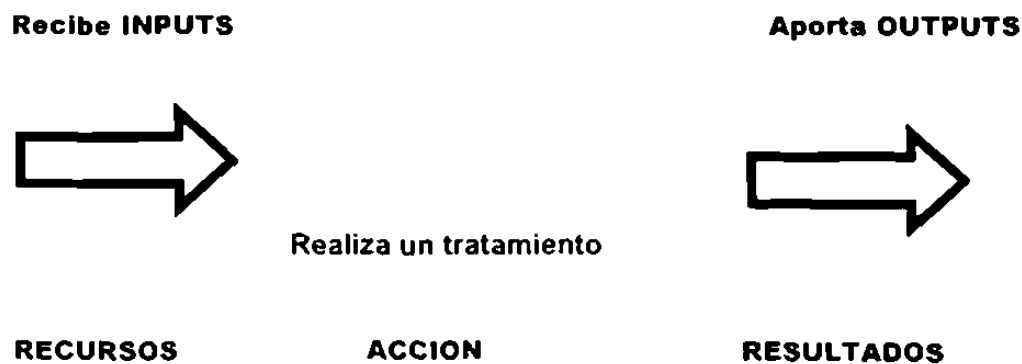 Recibe INPUTS
Aporta OUTPUTS
Realiza un tratamiento
RECURSOS
ACCION
RESULTADOS